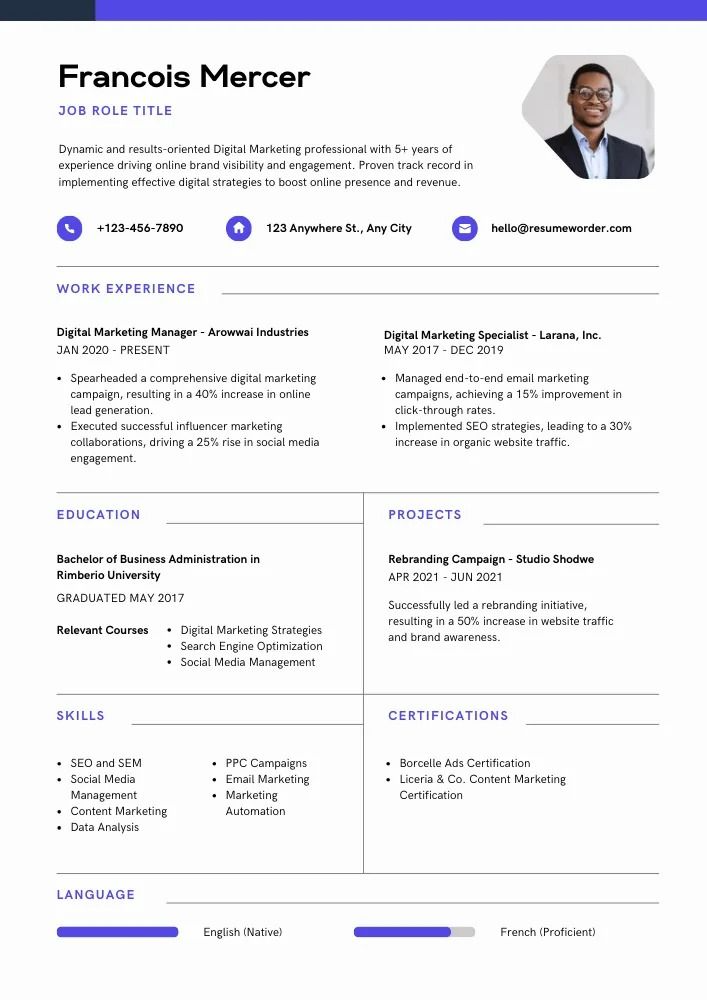 Francois Mercer
JOB ROLE TITLE
Dynamic and results-oriented Digital Marketing professional with 5+ years of
experience driving online brand visibility and engagement. Proven track record in
implementing effective digital strategies to boost online presence and revenue.
+123-456-7890
123 Anywhere St., Any City
hello@resumeworder.com
WORK EXPERIENCE
Digital Marketing Manager - Arowwai Industries
JAN 2020 - PRESENT
• Spearheaded a comprehensive digital marketing
campaign, resulting in a 40% increase in online
lead generation.
• Executed successful influencer marketing
collaborations, driving a 25% rise in social media
engagement.
Digital Marketing Specialist - Larana, Inc.
MAY 2017 - DEC 2019
• Managed end-to-end email marketing
campaigns, achieving a 15% improvement in
click-through rates.
• Implemented SEO strategies, leading to a 30%
increase in organic website traffic.
EDUCATION
Bachelor of Business Administration in
Rimberio University
GRADUATED MAY 2017
Relevant Courses
• Digital Marketing Strategies
• Search Engine Optimization
• Social Media Management
PROJECTS
Rebranding Campaign - Studio Shodwe
APR 2021 - JUN 2021
Successfully led a rebranding initiative,
resulting in a 50% increase in website traffic
and brand awareness.
SKILLS
• SEO and SEM
• Social Media
Management
• Content Marketing
• Data Analysis
• PPC Campaigns
• Email Marketing
• Marketing
Automation
CERTIFICATIONS
• Borcelle Ads Certification
• Liceria & Co. Content Marketing
Certification
LANGUAGE
English (Native)
French (Proficient)